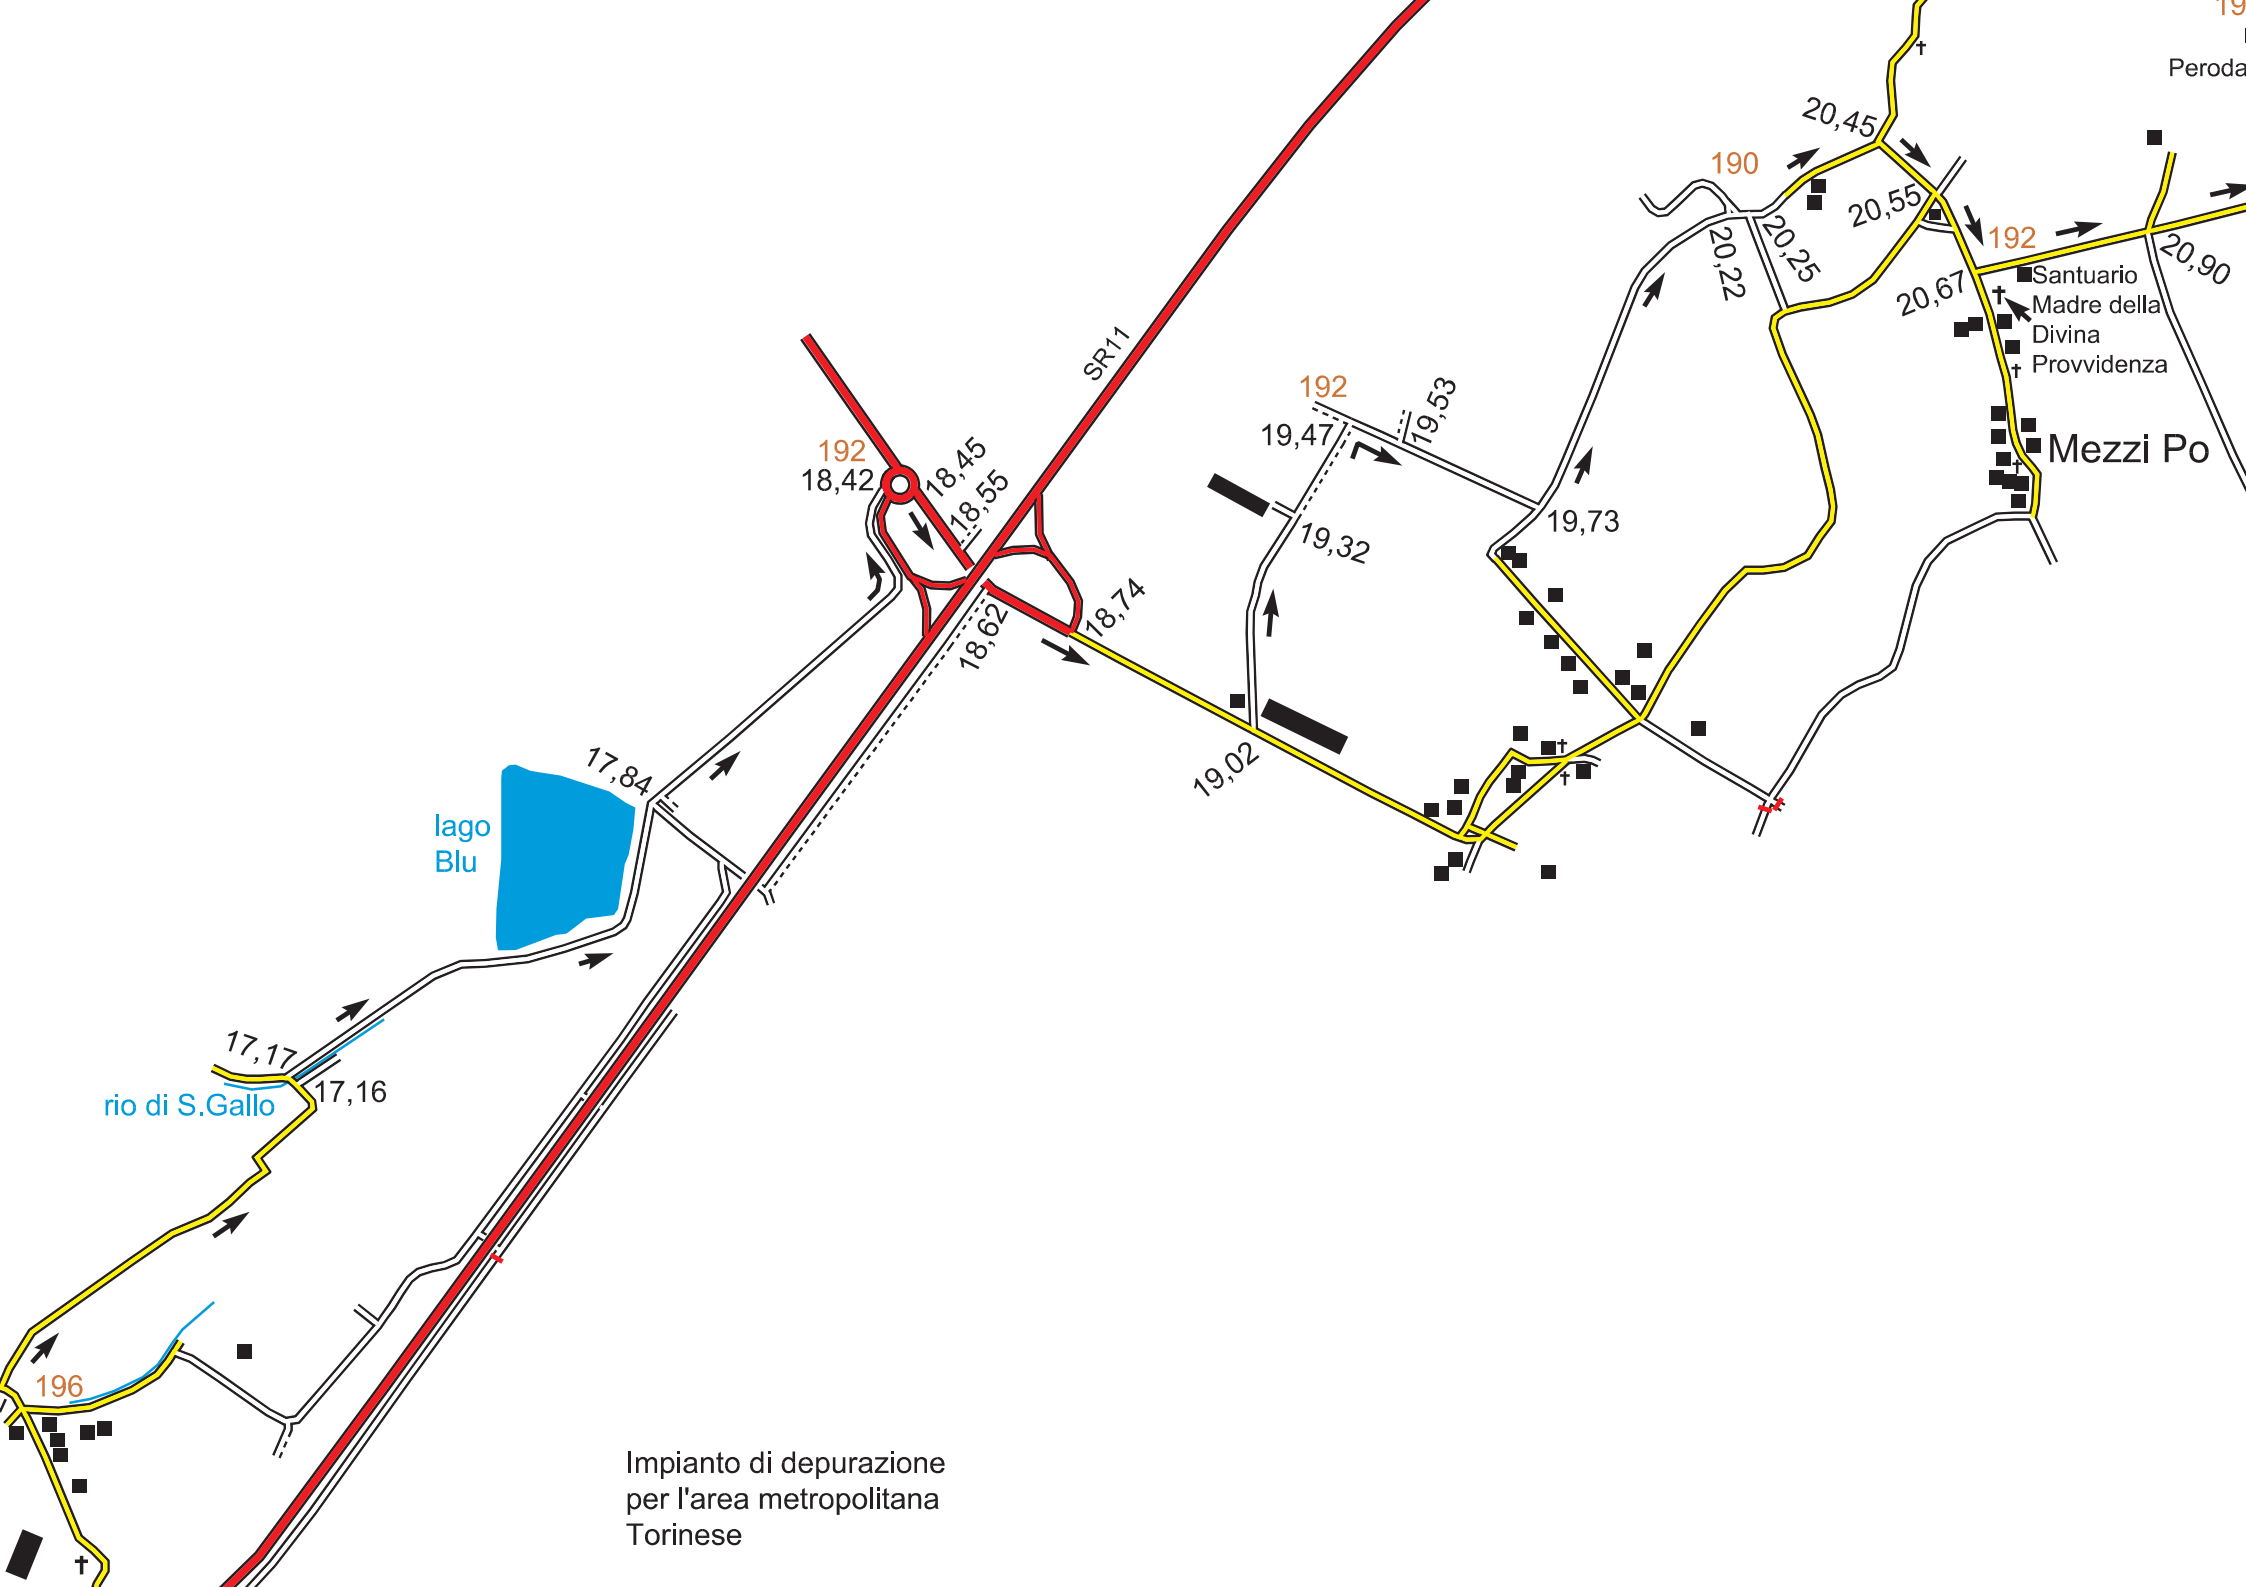 19
Peroda
20,45
190
20,55
20,22
20,25
192
20,90
20,67
Santuario
Madre della
Divina
Provvidenza
SR11
192
19,53
19,47
Mezzi Po
192
18,42
18,45
18,55
19,32
19,73
18,62
18,74
17,84
19,02
lago
Blu
17,17
17,16
rio di S.Gallo
196
Impianto di depurazione
per l'area metropolitana
Torinese